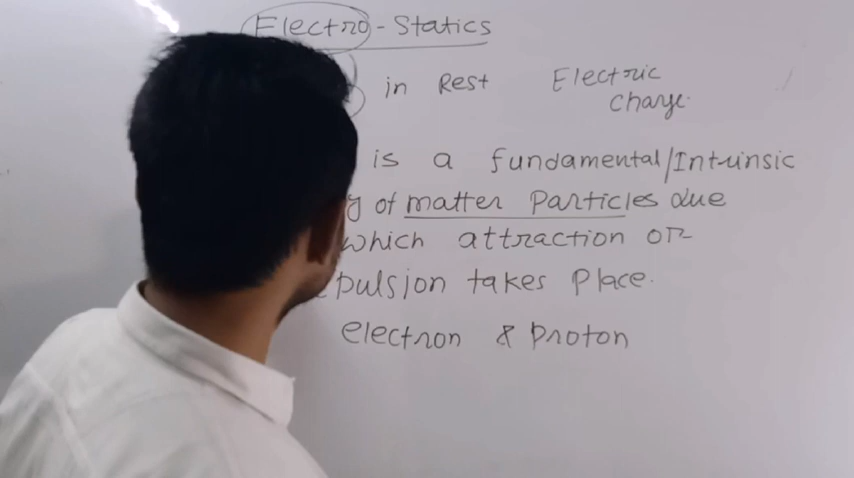 Electro - Statics
in Rest Electric
Charge.
is a fundamental/Intrinsic
of matter Particles due
which attraction or
pulsion takes Place.
electron & Proton